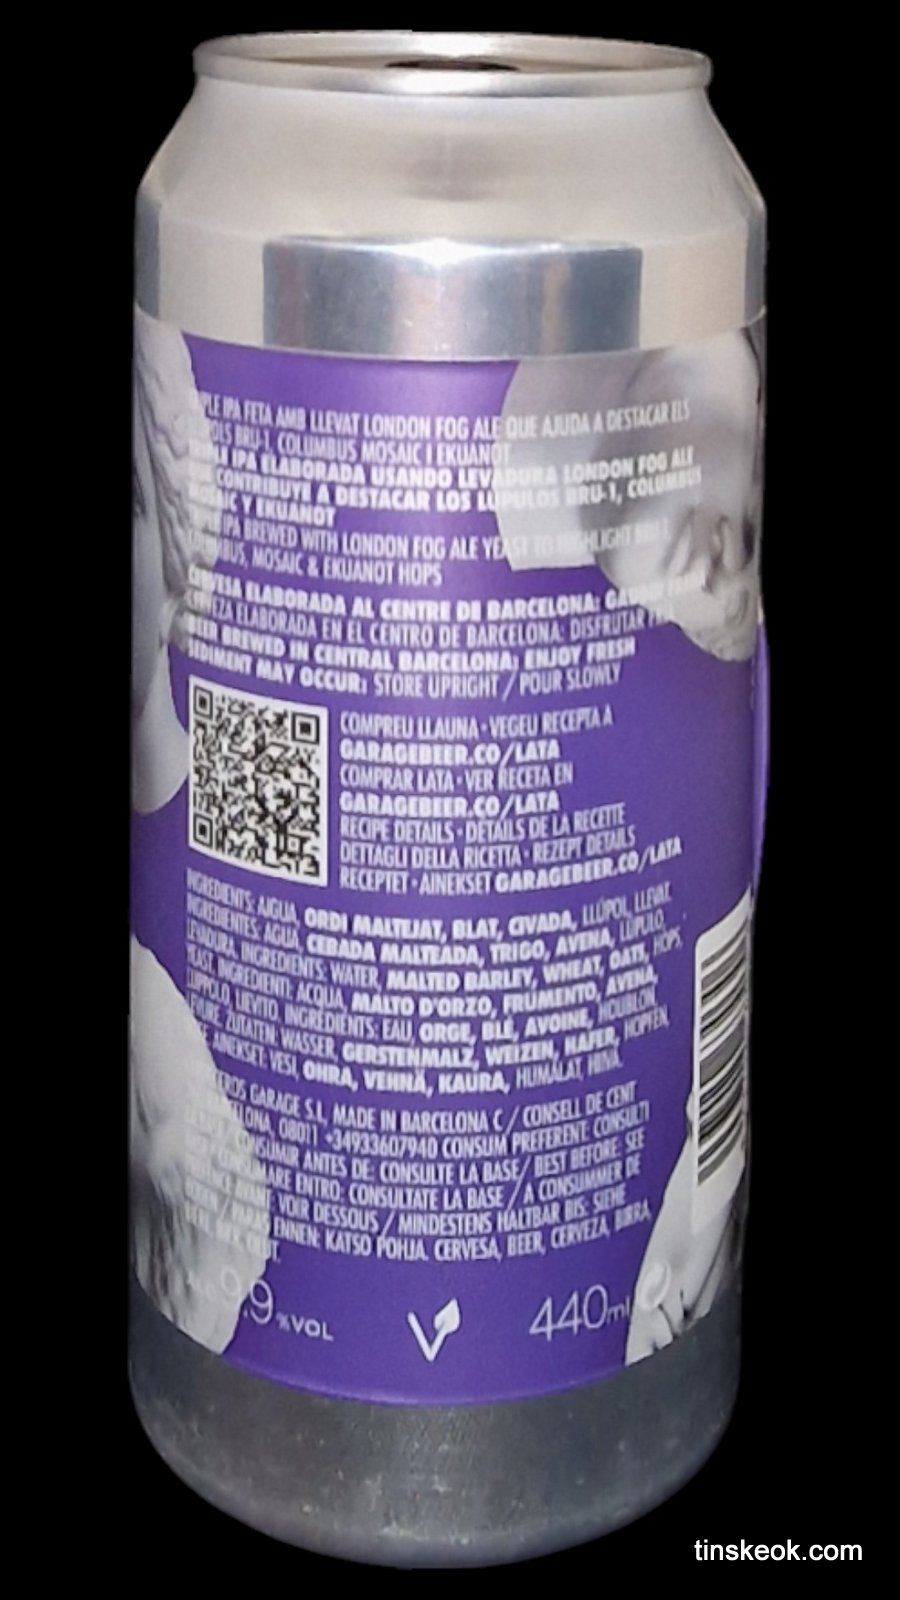 IPA FETA AMB LLEVAT LONDON FOG ALE QUE AJUDA A DESTACAR ELS
BRU-1, COLUMBUS MOSAIC I EKUANOT
IPA ELABORADA USANDO LEVADURA LONDON FOG ALE
CONTRIBUYE A DESTACAR LOS LÚPULOS BRU-1, COLUMBUS
MOSAIC Y EKUANOT
IPA BREWED WITH LONDON FOG ALE YEAST TO HIGHLIGHT BRU-1,
COLUMBUS, MOSAIC & EKUANOT HOPS
CERVESA ELABORADA AL CENTRE DE BARCELONA:
CERVEZA ELABORADA EN EL CENTRO DE BARCELONA: DISFRUTAR
BEER BREWED IN CENTRAL BARCELONA: ENJOY FRESH
SEDIMENT MAY OCCUR: STORE UPRIGHT / POUR SLOWLY
COMPREU LLAUNA · VEGEU RECEPTA A
GARAGEBEER.CO/LATA
COMPRAR LATA · VER RECETA EN
GARAGEBEER.CO/LATA
RECIPE DETAILS · DÉTAILS DE LA RECETTE
DETTAGLI DELLA RICETTA · REZEPT DETAILS
RECEPTET · AINEKSET GARAGEBEER.CO/LATA
INGREDIENTS: AIGUA, ORDI MALTEJAT, BLAT, CIVADA, LLÚPOL, LLEVAT.
INGREDIENTES: AGUA, CEBADA MALTEADA, TRIGO, AVENA, LÚPULO,
LEVADURA. INGREDIENTS: WATER, MALTED BARLEY, WHEAT, OATS, HOPS,
YEAST. INGREDIENTI: ACQUA, MALTO D'ORZO, FRUMENTO, AVENA,
LUPPOLO, LIEVITO. INGRÉDIENTS: EAU, ORGE, BLÉ, AVOINE, HOUBLON,
LEVURE. ZUTATEN: WASSER, GERSTENMALZ, WEIZEN, HAFER, HOPFEN,
AINEKSET: VESI, OHRA, VEHNÄ, KAURA, HUMALAT, HIIVA.
GARAGE S.L, MADE IN BARCELONA C/ CONSELL DE CENT
08011 +34933607940 CONSUM PREFERENT: CONSULTI
CONSUMIR ANTES DE: CONSULTE LA BASE/ BEST BEFORE: SEE
ENTRO: CONSULTATE LA BASE / A CONSUMMER DE
AVANT: VOIR DESSOUS / MINDESTENS HALTBAR BIS: SIEHE
ENNEN: KATSO POHJA. CERVESA, BEER, CERVEZA, BIRRA,
.9 %VOL
440ml
tinskeok.com